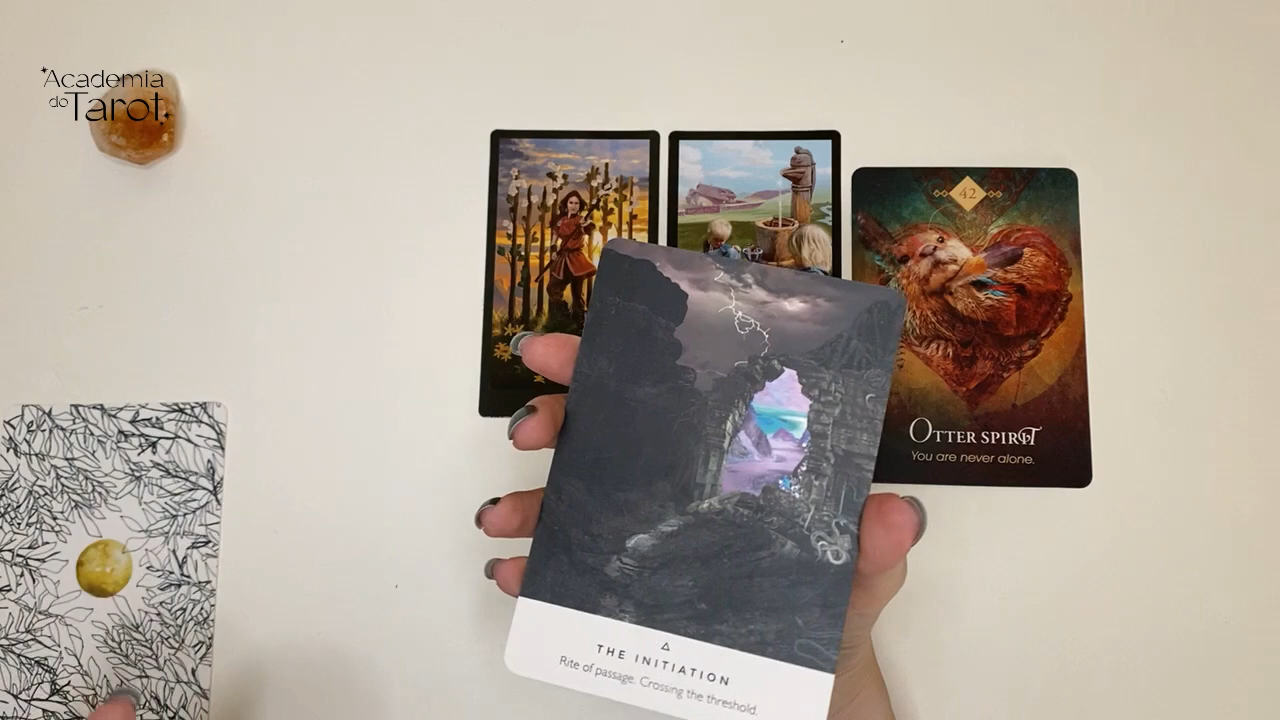 Academia
do Tarot
42
OTTER SPIRIT
You are never alone.
THE INITIATION
Rite of passage. Crossing the threshold.